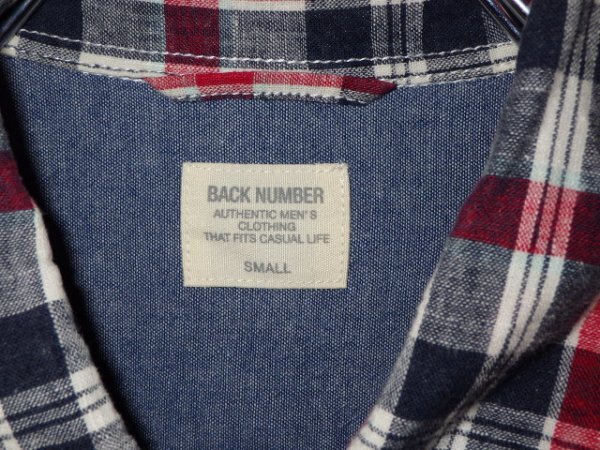 BACK NUMBER
AUTHENTIC MEN'S
CLOTHING
THAT FITS CASUAL LIFE
SMALL